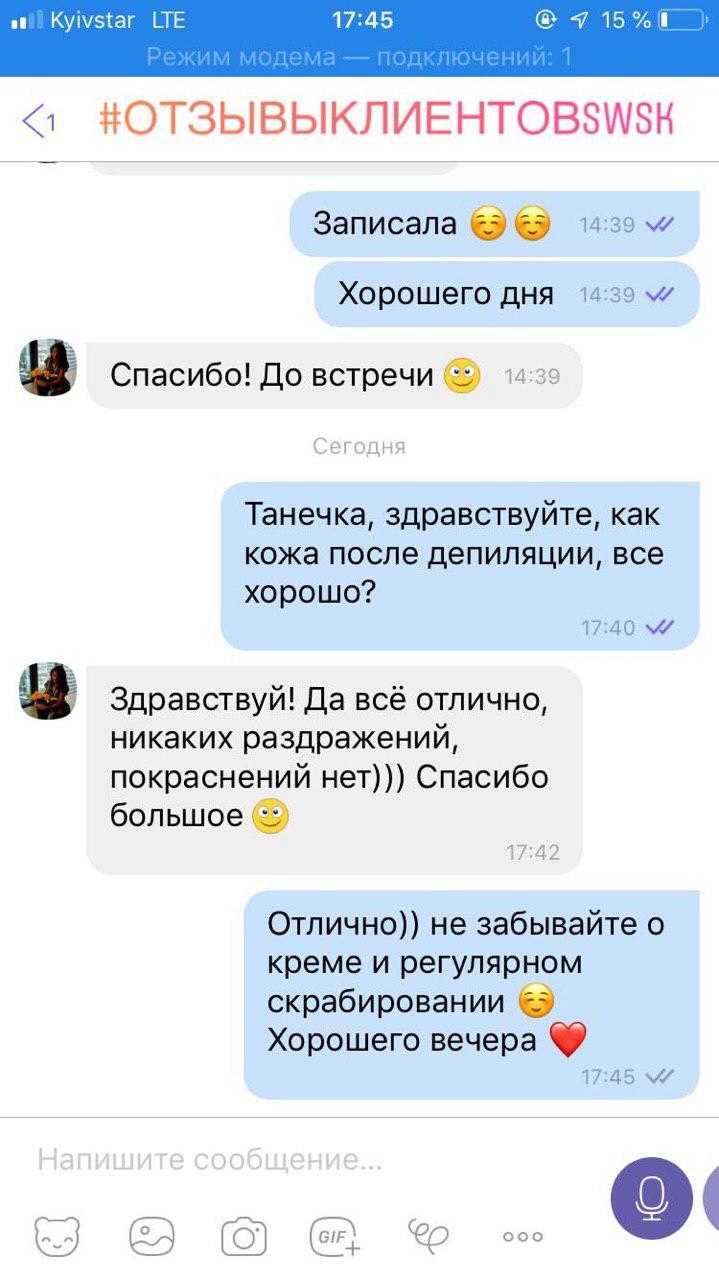 Kyivstar LTE 17:45 15 %
Режим модема — подключений: 1
1 #ОТЗЫВЫКЛИЕНТОВSWSK
Записала 14:39
Хорошего дня 14:39
Спасибо! До встречи 14:39
Сегодня
Танечка, здравствуйте, как
кожа после депиляции, все
хорошо?
17:40
Здравствуй! Да всё отлично,
никаких раздражений,
покраснений нет))) Спасибо
большое
17:42
Отлично)) не забывайте о
креме и регулярном
скрабировании
Хорошего вечера
17:45
Напишите сообщение...
GIF